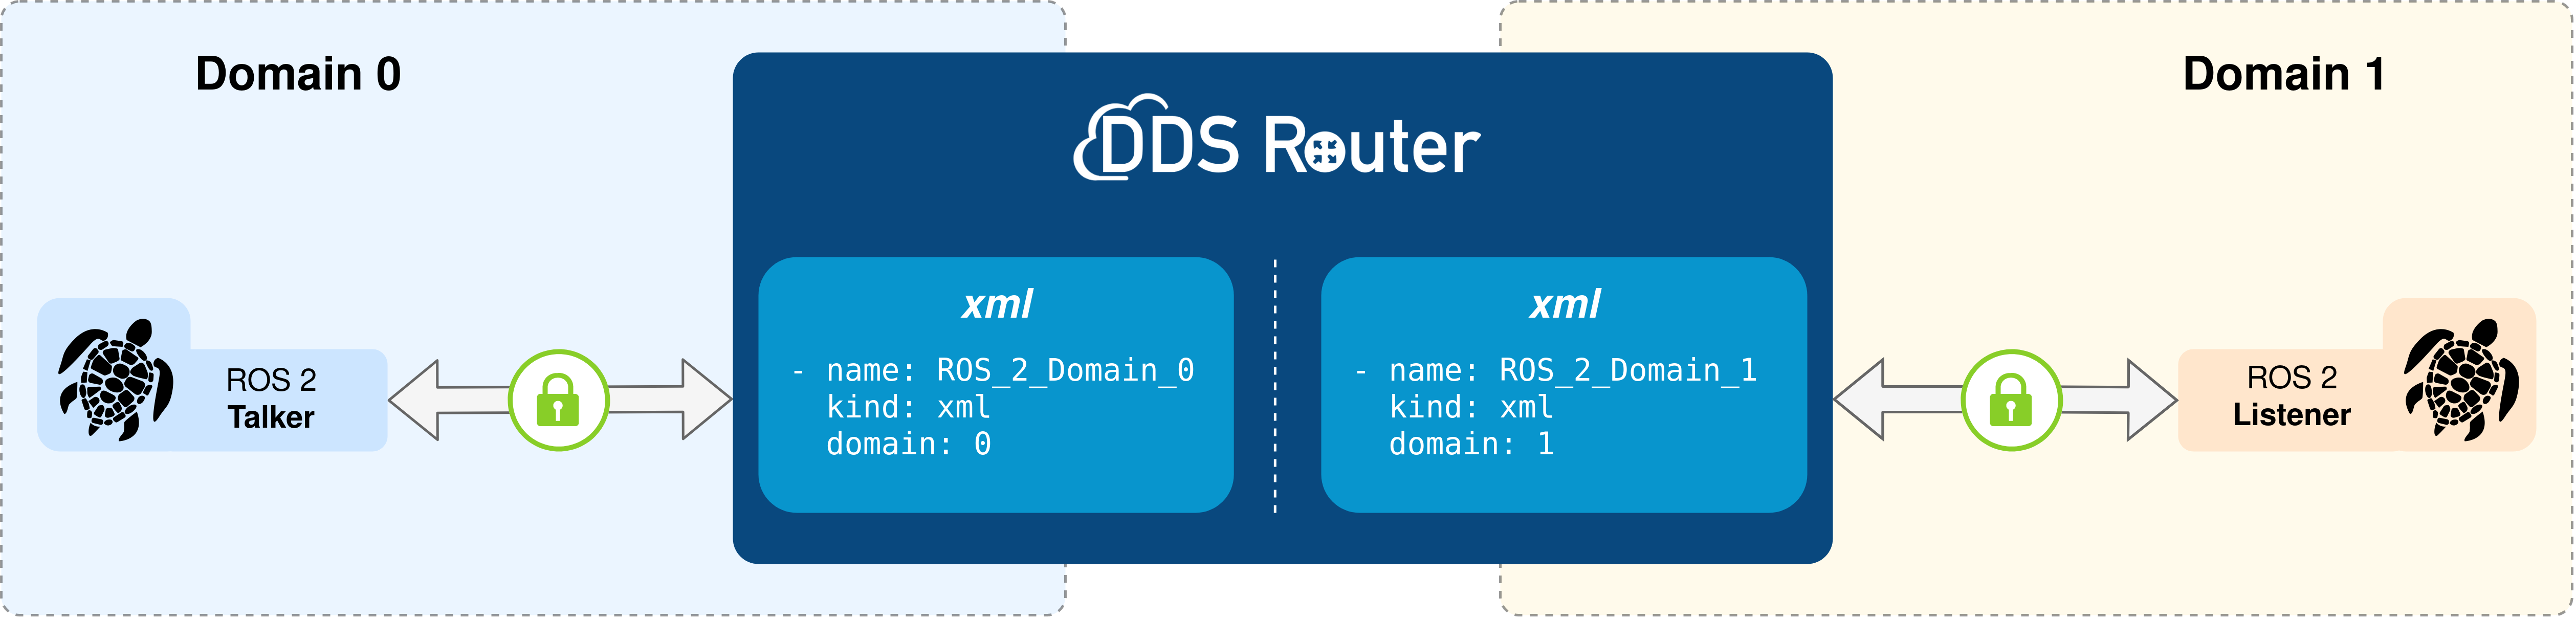 Domain 0
Domain 1
DDS Router
xml
- name: ROS_2_Domain_0
kind: xml
domain: 0
xml
- name: ROS_2_Domain_1
kind: xml
domain: 1
ROS 2
Talker
ROS 2
Listener